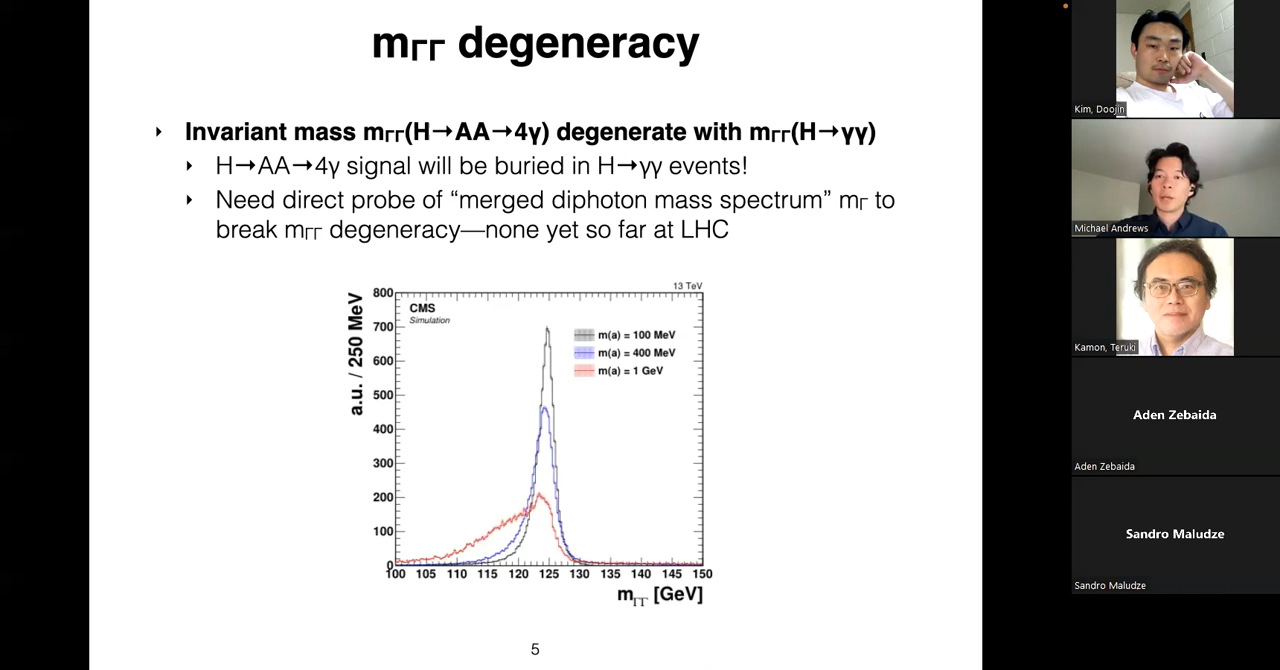 mΓΓ degeneracy
‣ Invariant mass mΓΓ(H→AA→4γ) degenerate with mΓΓ(H→γγ)
‣ H→AA→4γ signal will be buried in H→γγ events!
‣ Need direct probe of “merged diphoton mass spectrum” mΓ to
break mΓΓ degeneracy—none yet so far at LHC
13 TeV
CMS
Simulation
m(a) = 100 MeV
m(a) = 400 MeV
m(a) = 1 GeV
a.u. / 250 MeV
800
700
600
500
400
300
200
100
0
100 105 110 115 120 125 130 135 140 145 150
mΓΓ [GeV]
5
Kim, Doojin
Michael Andrews
Kamon, Teruki
Aden Zebaida
Aden Zebaida
Sandro Maludze
Sandro Maludze